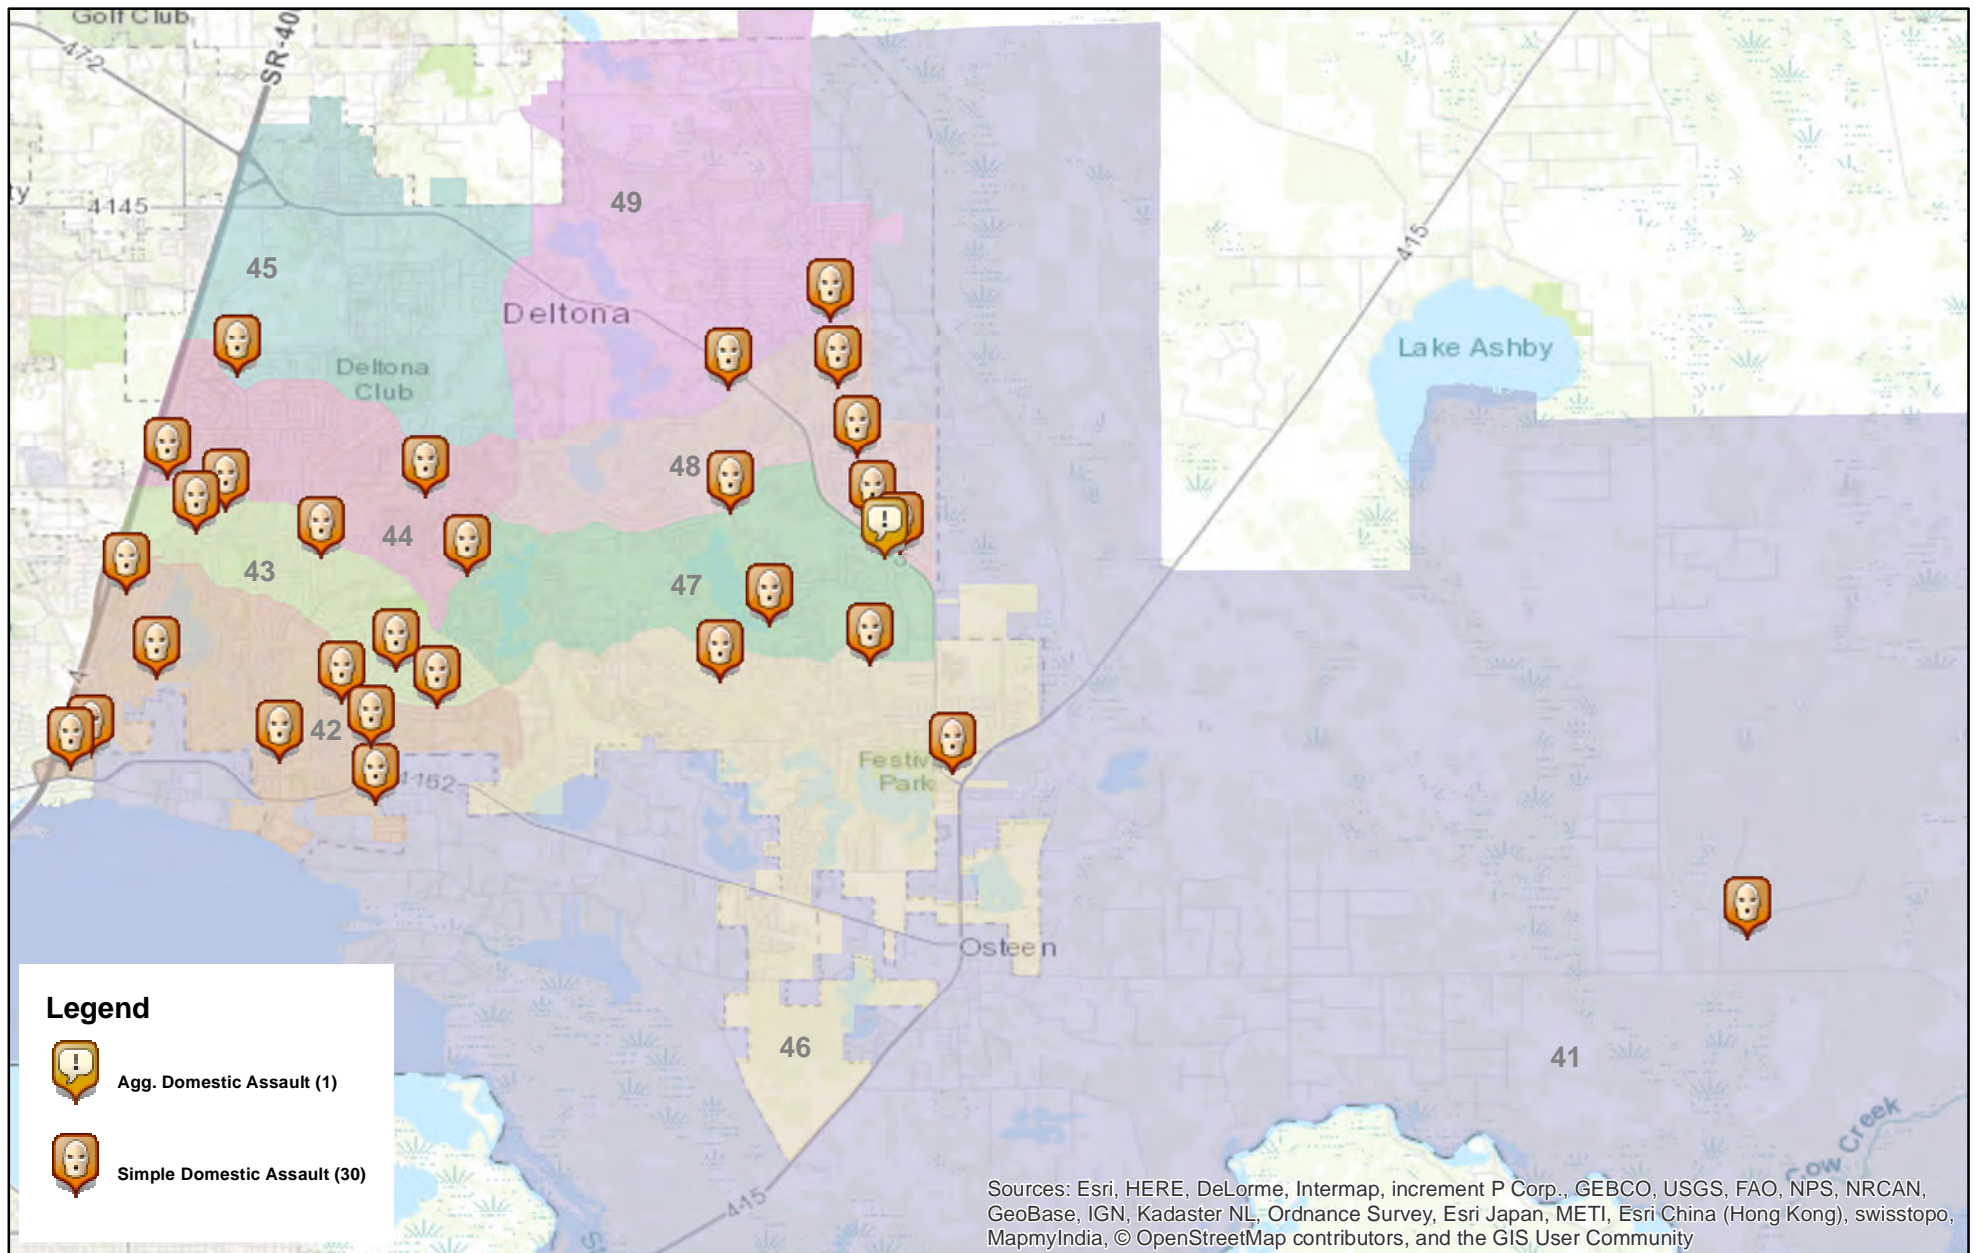 Golf Club
472
SR-40
ty
4145
49
45
415
Deltona
Lake Ashby
Deltona
Club
48
44
43
47
4
42
Festiv
Park
4162
Osteen
46
41
Legend
!
Agg. Domestic Assault (1)
Simple Domestic Assault (30)
Cow Creek
415
Sources: Esri, HERE, DeLorme, Intermap, increment P Corp., GEBCO, USGS, FAO, NPS, NRCAN,
GeoBase, IGN, Kadaster NL, Ordnance Survey, Esri Japan, METI, Esri China (Hong Kong), swisstopo,
MapmyIndia, © OpenStreetMap contributors, and the GIS User Community